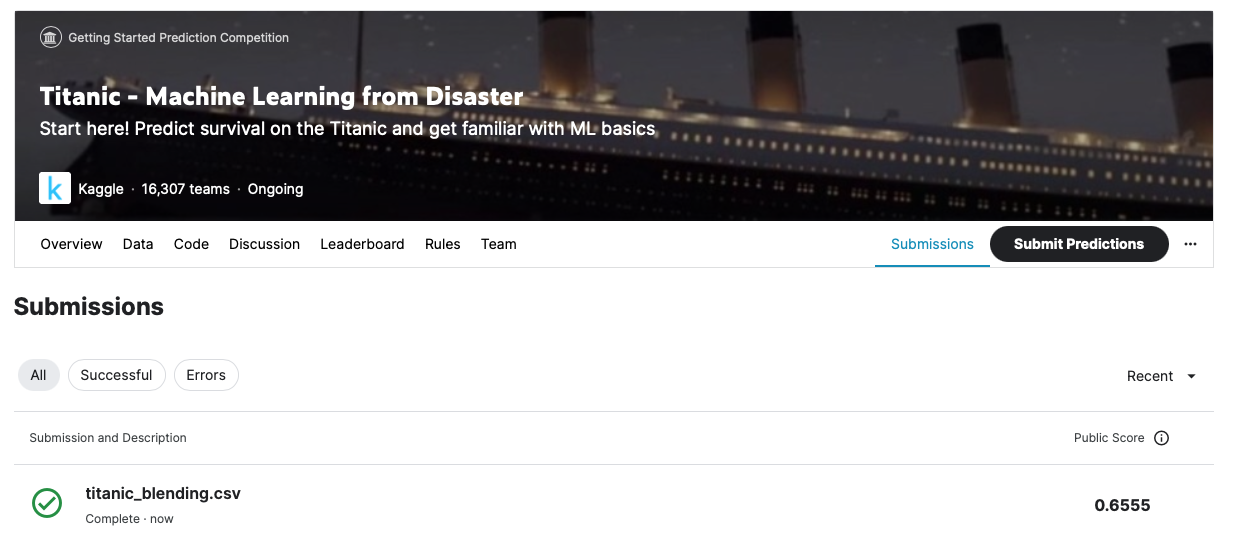 Getting Started Prediction Competition
Titanic - Machine Learning from Disaster
Start here! Predict survival on the Titanic and get familiar with ML basics
k Kaggle · 16,307 teams · Ongoing
Overview Data Code Discussion Leaderboard Rules Team Submissions Submit Predictions ...
Submissions
All Successful Errors Recent
Submission and Description Public Score
titanic_blending.csv
Complete · now
0.6555